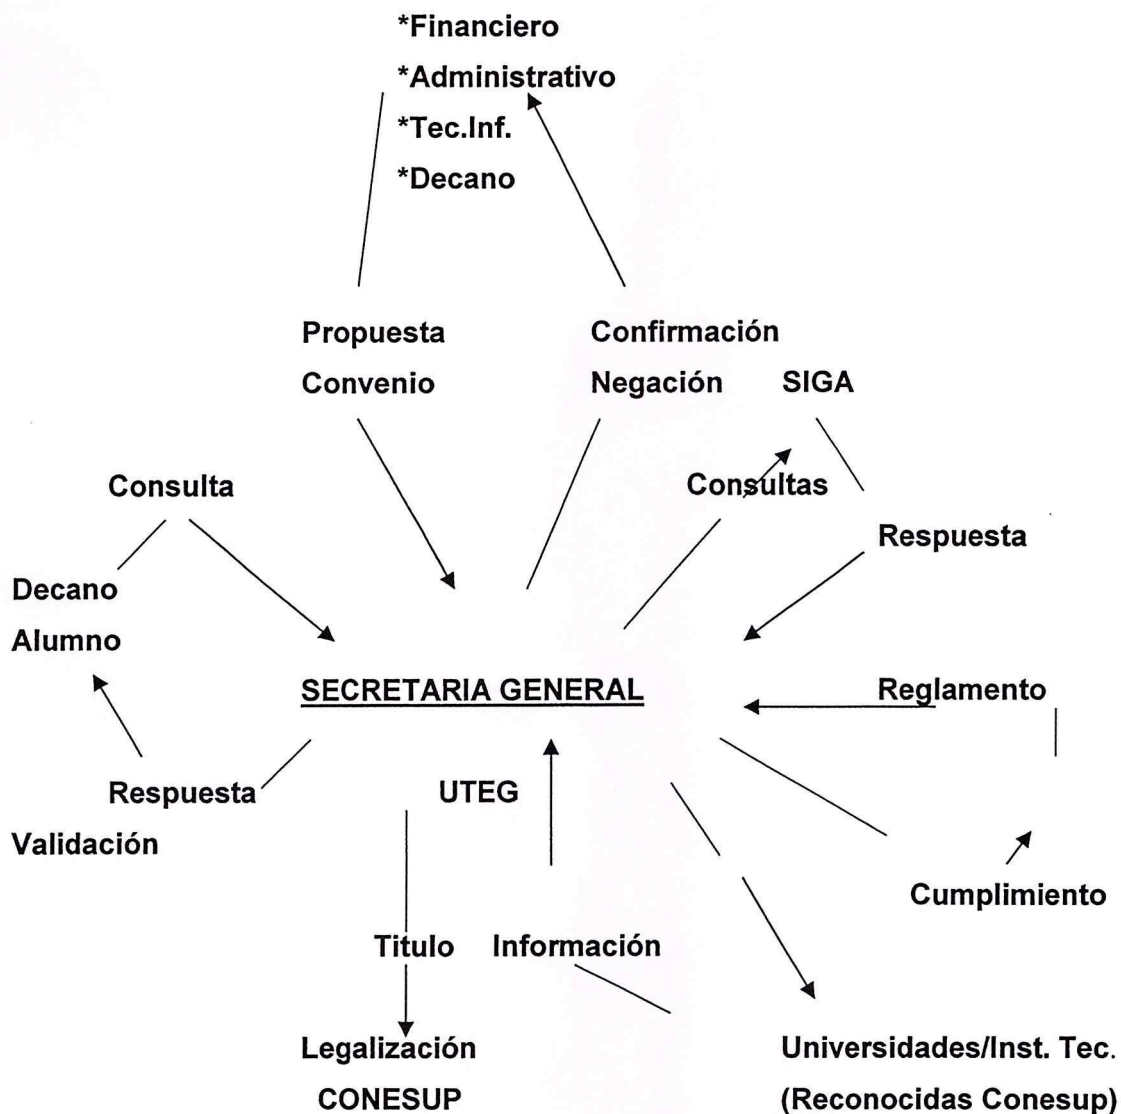 *Financiero
*Administrativo
*Tec.Inf.
*Decano
Propuesta
Convenio
Confirmación
Negación
SIGA
Consulta
Consultas
Respuesta
Decano
Alumno
SECRETARIA GENERAL
Reglamento
Respuesta
Validación
UTEG
Cumplimiento
Titulo
Información
Legalización
CONESUP
Universidades/Inst. Tec.
(Reconocidas Conesup)